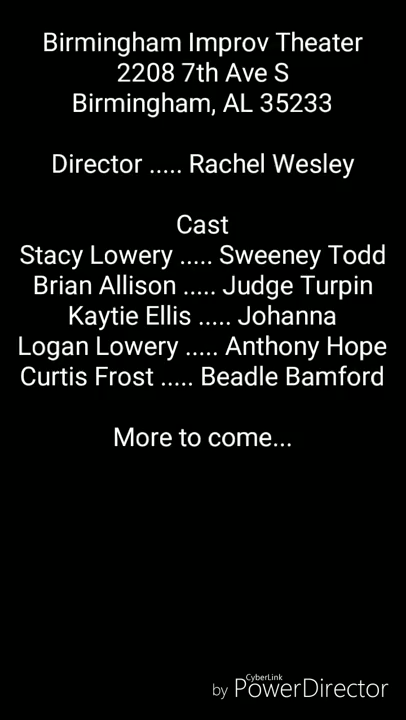 Birmingham Improv Theater
2208 7th Ave S
Birmingham, AL 35233
Director ..... Rachel Wesley
Cast
Stacy Lowery ..... Sweeney Todd
Brian Allison ..... Judge Turpin
Kaytie Ellis ..... Johanna
Logan Lowery ..... Anthony Hope
Curtis Frost ..... Beadle Bamford
More to come...
CyberLink
by PowerDirector